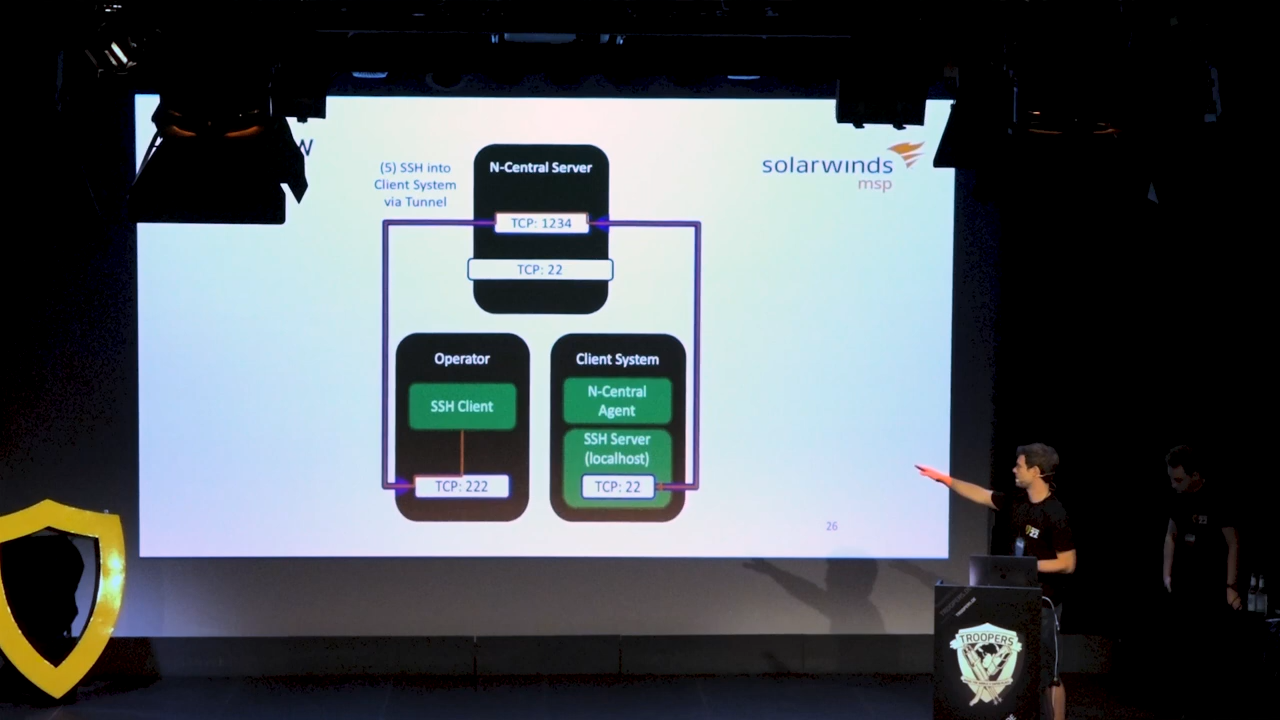 W
solarwinds
msp
(5) SSH into
Client System
via Tunnel
N-Central Server
TCP: 1234
TCP: 22
Operator
SSH Client
TCP: 222
Client System
N-Central
Agent
SSH Server
(localhost)
TCP: 22
26
TROOPERS